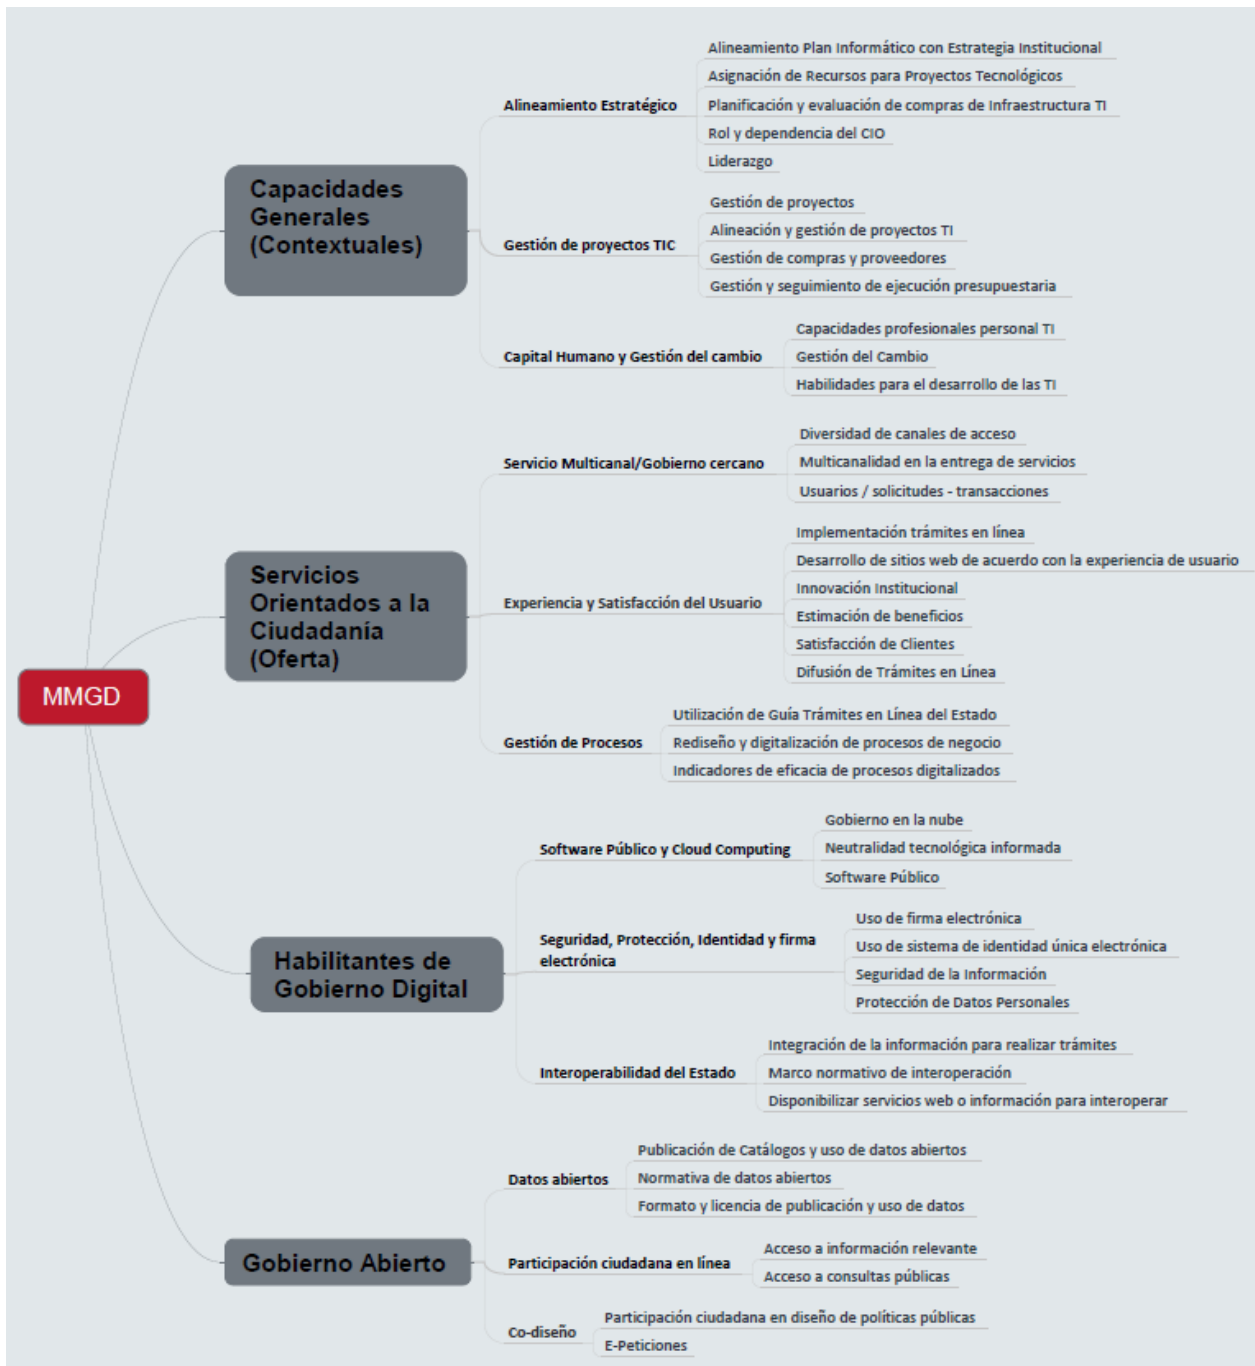 MMGD
Capacidades
Generales
(Contextuales)
Alineamiento Estratégico
Alineamiento Plan Informático con Estrategia Institucional
Asignación de Recursos para Proyectos Tecnológicos
Planificación y evaluación de compras de Infraestructura TI
Rol y dependencia del CIO
Liderazgo
Gestión de proyectos TIC
Gestión de proyectos
Alineación y gestión de proyectos TI
Gestión de compras y proveedores
Gestión y seguimiento de ejecución presupuestaria
Capital Humano y Gestión del cambio
Capacidades profesionales personal TI
Gestión del Cambio
Habilidades para el desarrollo de las TI
Servicios
Orientados a la
Ciudadanía
(Oferta)
Servicio Multicanal/Gobierno cercano
Diversidad de canales de acceso
Multicanalidad en la entrega de servicios
Usuarios / solicitudes - transacciones
Experiencia y Satisfacción del Usuario
Implementación trámites en línea
Desarrollo de sitios web de acuerdo con la experiencia de usuario
Innovación Institucional
Estimación de beneficios
Satisfacción de Clientes
Difusión de Trámites en Línea
Gestión de Procesos
Utilización de Guía Trámites en Línea del Estado
Rediseño y digitalización de procesos de negocio
Indicadores de eficacia de procesos digitalizados
Habilitantes de
Gobierno Digital
Software Público y Cloud Computing
Gobierno en la nube
Neutralidad tecnológica informada
Software Público
Seguridad, Protección, Identidad y firma
electrónica
Uso de firma electrónica
Uso de sistema de identidad única electrónica
Seguridad de la Información
Protección de Datos Personales
Interoperabilidad del Estado
Integración de la información para realizar trámites
Marco normativo de interoperación
Disponibilizar servicios web o información para interoperar
Gobierno Abierto
Datos abiertos
Publicación de Catálogos y uso de datos abiertos
Normativa de datos abiertos
Formato y licencia de publicación y uso de datos
Participación ciudadana en línea
Acceso a información relevante
Acceso a consultas públicas
Co-diseño
Participación ciudadana en diseño de políticas públicas
E-Peticiones